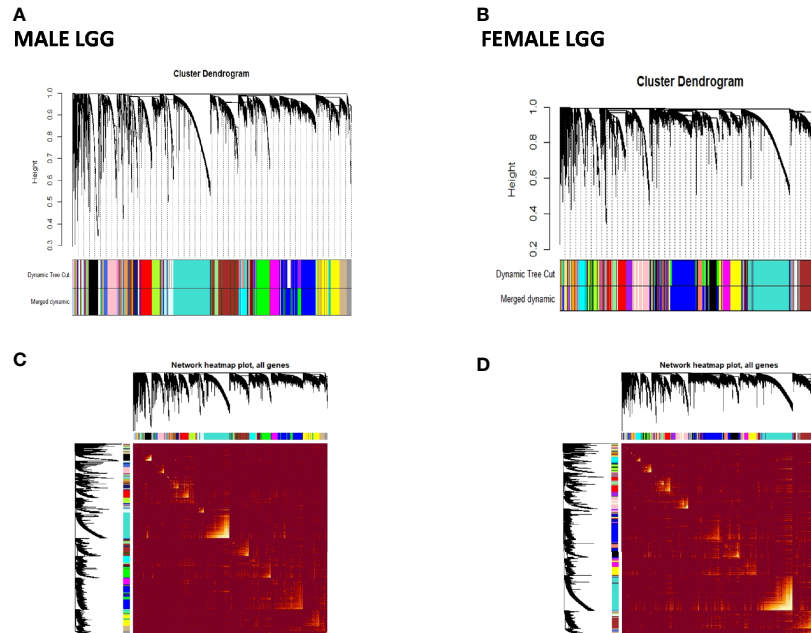 A
MALE LGG
Cluster Dendrogram
Height
1.0
0.9
0.8
0.7
0.6
0.5
0.4
0.3
Dynamic Tree Cut
Merged dynamic
B
FEMALE LGG
Cluster Dendrogram
Height
1.0
0.8
0.6
0.4
0.2
Dynamic Tree Cut
Merged dynamic
C
Network heatmap plot, all genes
D
Network heatmap plot, all genes